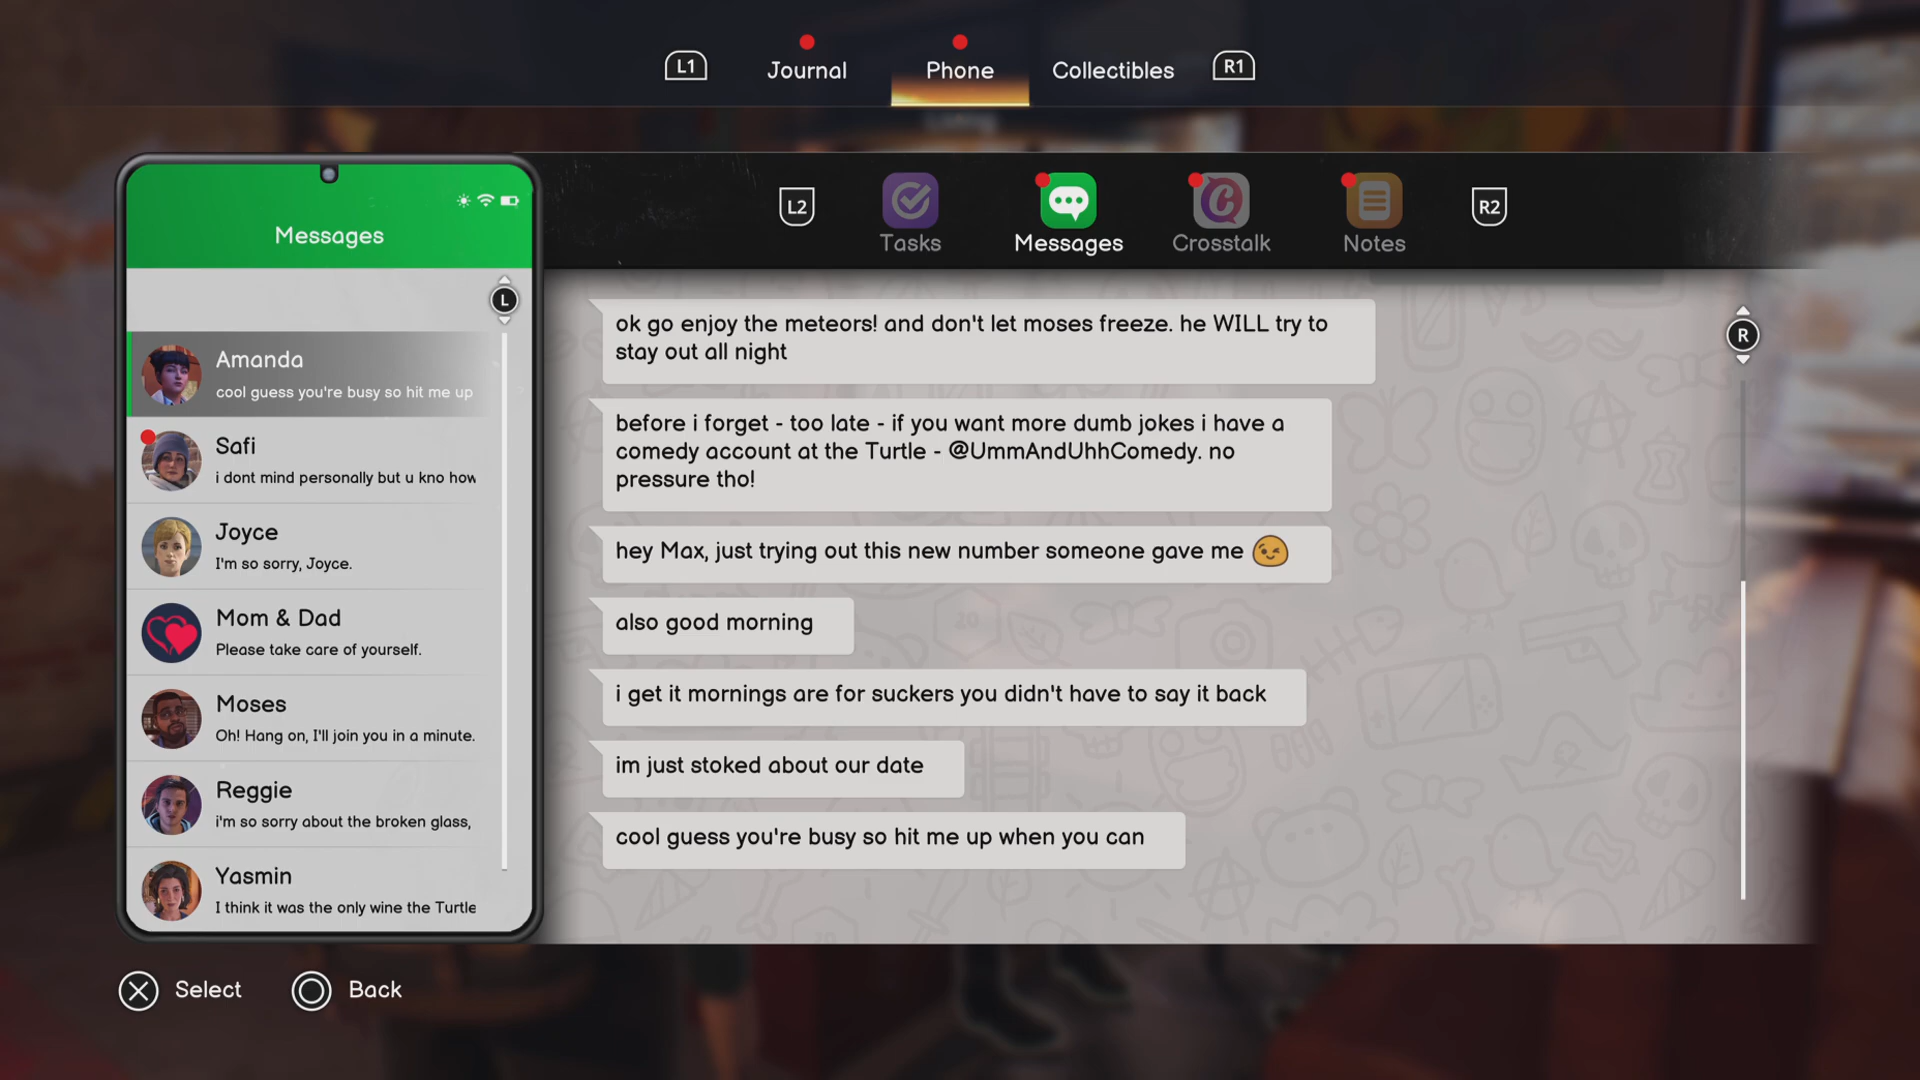 L1
Journal
Phone
Collectibles
R1
L2
Tasks
Messages
Crosstalk
Notes
R2
Messages
L
Amanda
cool guess you're busy so hit me up
Safi
i dont mind personally but u kno how
Joyce
I'm so sorry, Joyce.
Mom & Dad
Please take care of yourself.
Moses
Oh! Hang on, I'll join you in a minute.
Reggie
i'm so sorry about the broken glass,
Yasmin
I think it was the only wine the Turtle
ok go enjoy the meteors! and don't let moses freeze. he WILL try to
stay out all night
before i forget - too late - if you want more dumb jokes i have a
comedy account at the Turtle - @UmmAndUhhComedy. no
pressure tho!
hey Max, just trying out this new number someone gave me 😉
also good morning
i get it mornings are for suckers you didn't have to say it back
im just stoked about our date
cool guess you're busy so hit me up when you can
R
Select
Back